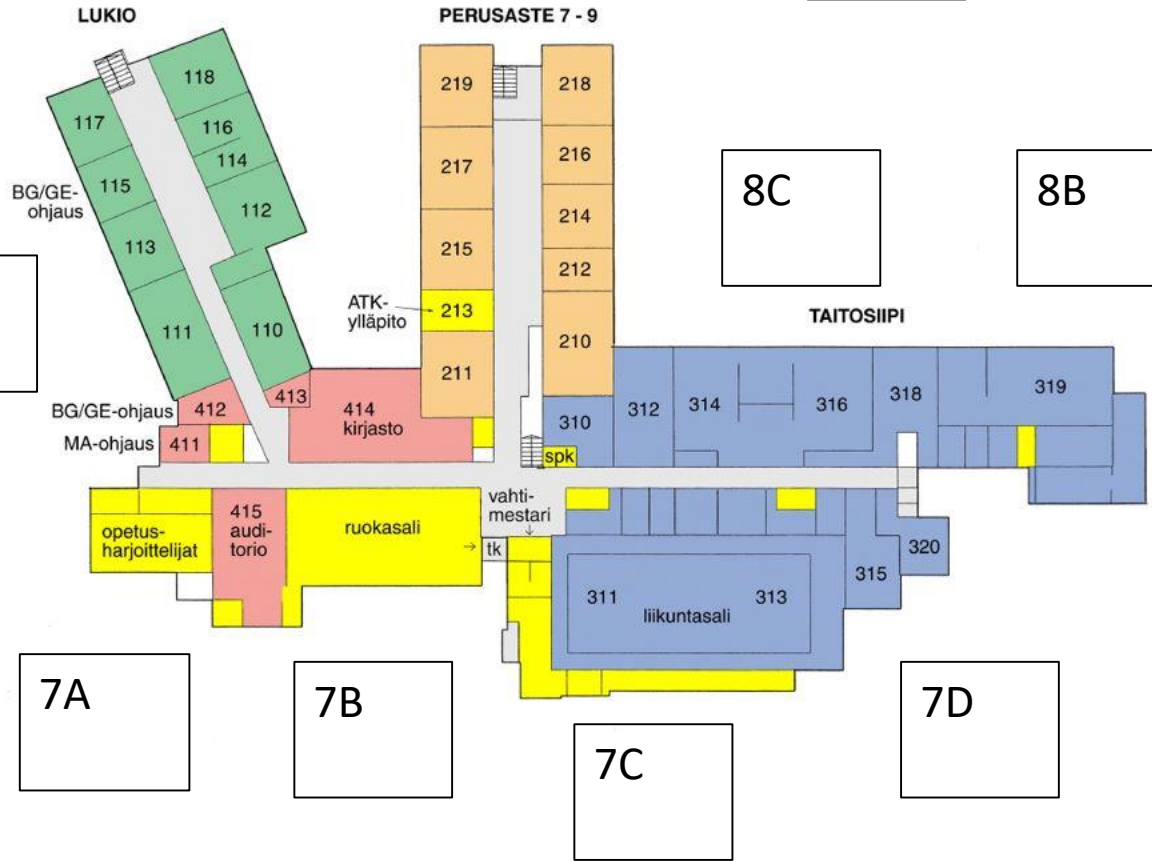 LUKIO
PERUSASTE 7 - 9
118
117
116
114
115
BG/GE-
ohjaus
112
113
111
110
219
218
217
216
215
214
212
ATK-
ylläpito
213
210
211
8C
8B
TAITOSIIPI
BG/GE-ohjaus
412
413
414
kirjasto
MA-ohjaus
411
310
spk
312
314
316
318
319
opetus-
harjoittelijat
415
audi-
torio
ruokasali
vahti-
mestari
tk
311
313
liikuntasali
315
320
7A
7B
7C
7D